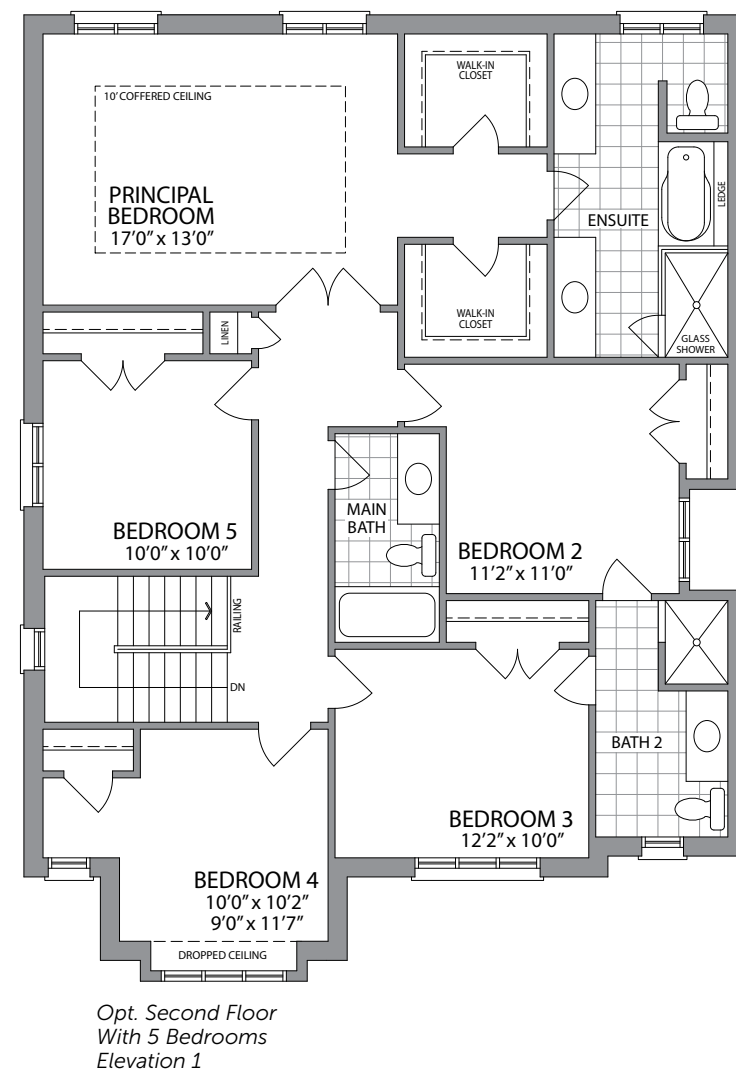 WALK-IN
CLOSET
10' COFFERED CEILING
PRINCIPAL
BEDROOM
17'0" x 13'0"
ENSUITE
LEDGE
WALK-IN
CLOSET
LINEN
GLASS
SHOWER
MAIN
BATH
BEDROOM 5
10'0" x 10'0"
BEDROOM 2
11'2" x 11'0"
RAILING
DN
BATH 2
BEDROOM 3
12'2" x 10'0"
BEDROOM 4
10'0" x 10'2"
9'0" x 11'7"
DROPPED CEILING
Opt. Second Floor
With 5 Bedrooms
Elevation 1